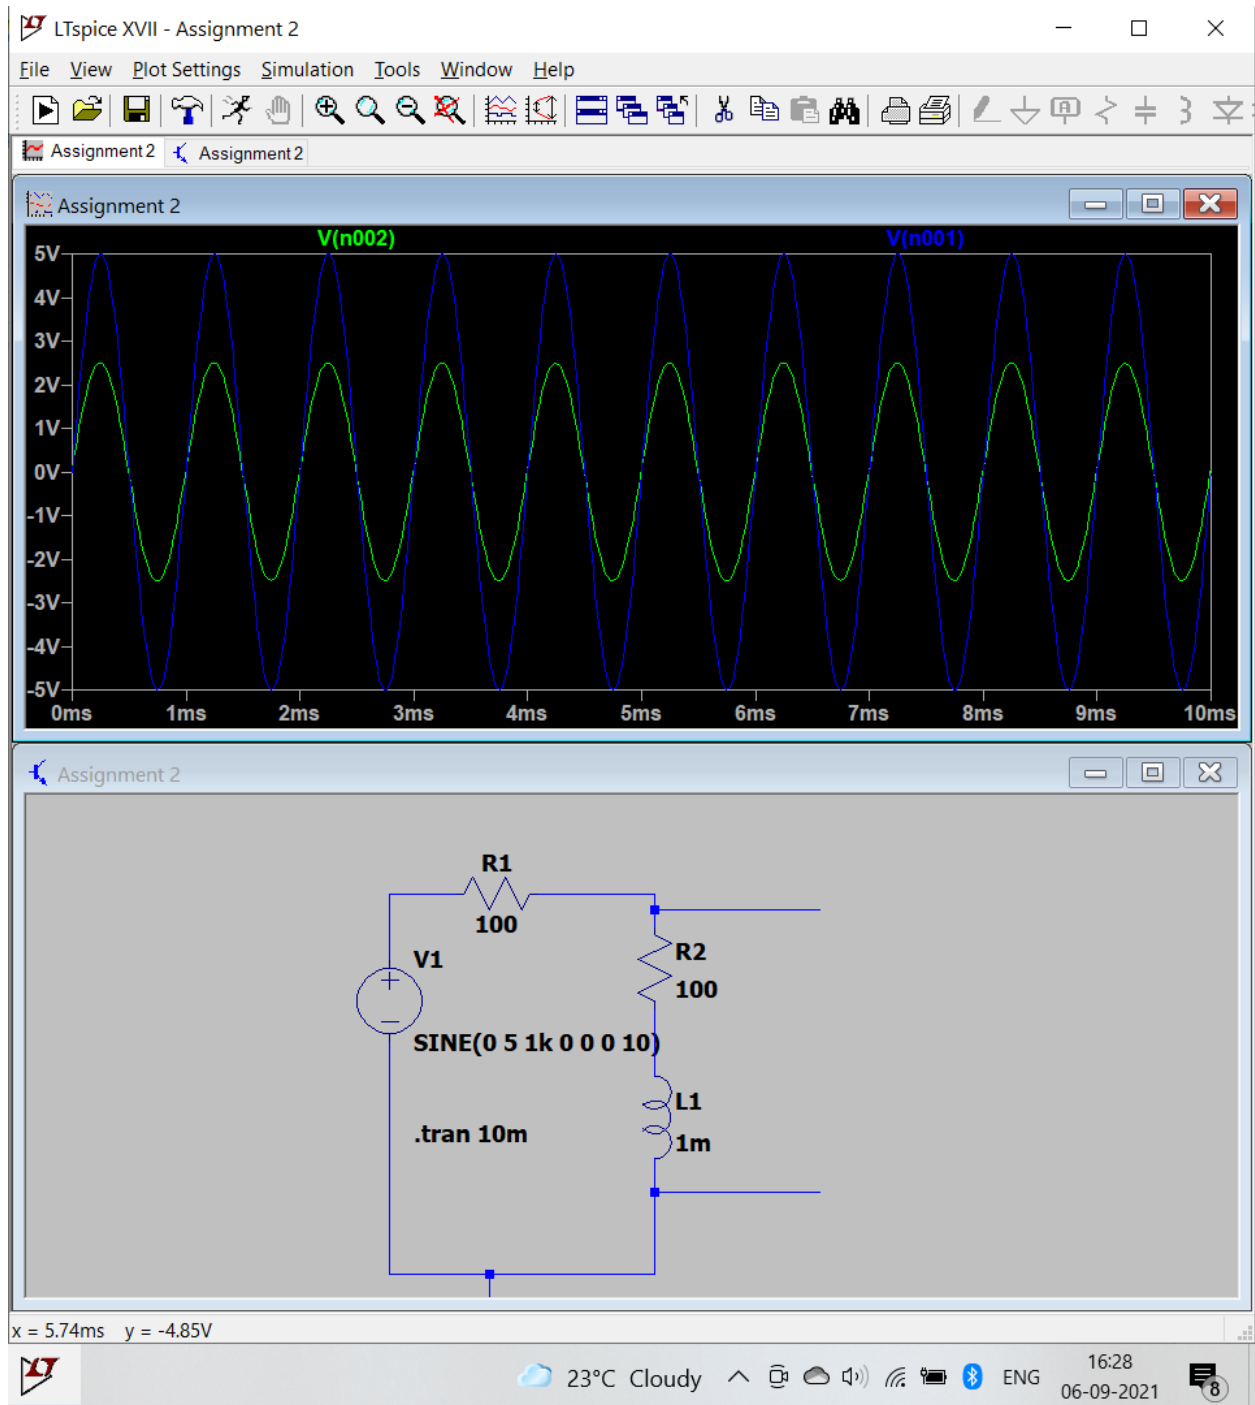 LTspice XVII - Assignment 2
File View Plot Settings Simulation Tools Window Help
Assignment 2 Assignment 2
Assignment 2
V(n002) V(n001)
5V
4V
3V
2V
1V
0V
-1V
-2V
-3V
-4V
-5V
0ms 1ms 2ms 3ms 4ms 5ms 6ms 7ms 8ms 9ms 10ms
Assignment 2
R1
100
V1
R2
100
SINE(0 5 1k 0 0 0 10)
L1
.tran 10m
1m
x = 5.74ms y = -4.85V
23°C Cloudy ENG 16:28
06-09-2021
8